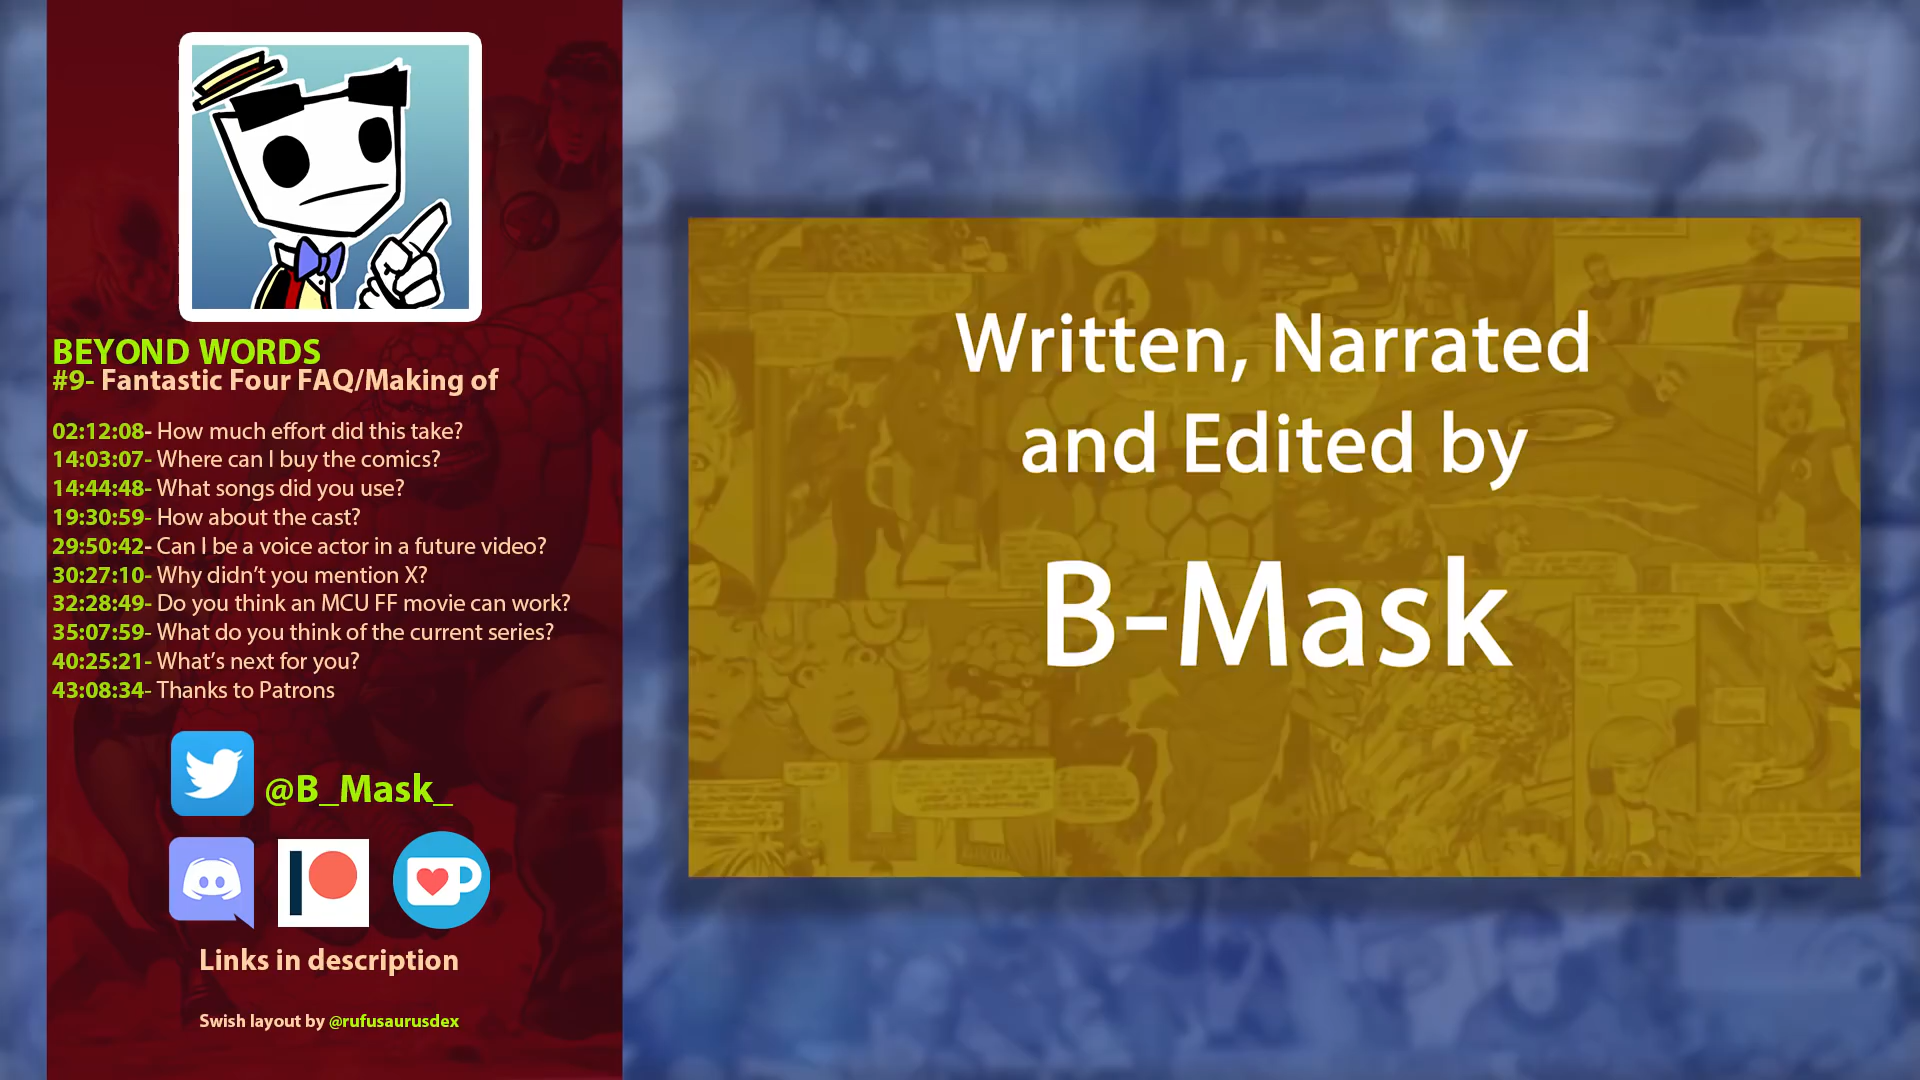 BEYOND WORDS
#9- Fantastic Four FAQ/Making of
02:12:08- How much effort did this take?
14:03:07- Where can I buy the comics?
14:44:48- What songs did you use?
19:30:59- How about the cast?
29:50:42- Can I be a voice actor in a future video?
30:27:10- Why didn't you mention X?
32:28:49- Do you think an MCU FF movie can work?
35:07:59- What do you think of the current series?
40:25:21- What's next for you?
43:08:34- Thanks to Patrons
@B_Mask_
Links in description
Swish layout by @rufusaurusdex
4
Written, Narrated
and Edited by
B-Mask